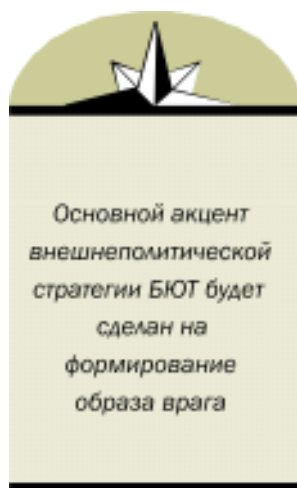 Основной акцент
внешнеполитической
стратегии БЮТ будет
сделан на
формирование
образа врага